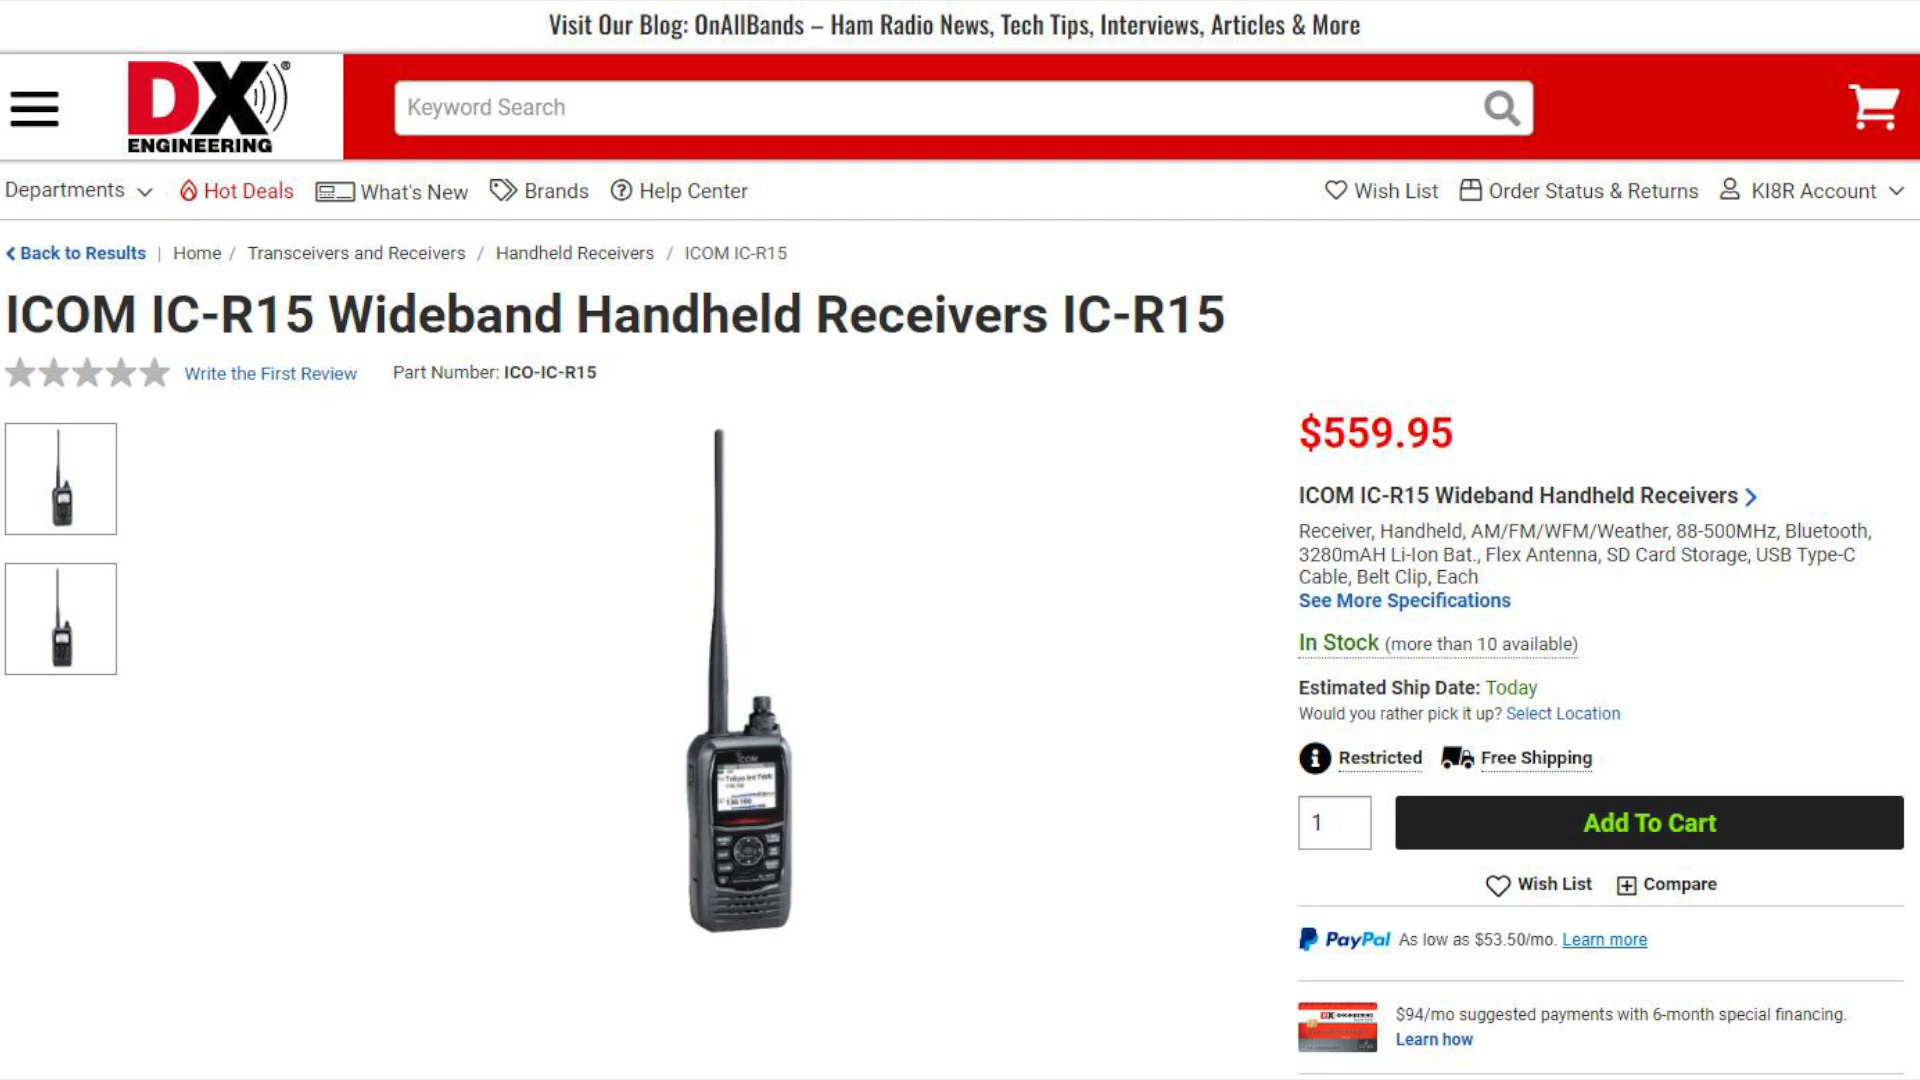 Visit Our Blog: OnAllBands – Ham Radio News, Tech Tips, Interviews, Articles & More
DX®
ENGINEERING
Keyword Search
Departments Hot Deals What's New Brands Help Center Wish List Order Status & Returns KI8R Account
Back to Results | Home / Transceivers and Receivers / Handheld Receivers / ICOM IC-R15
ICOM IC-R15 Wideband Handheld Receivers IC-R15
Write the First Review Part Number: ICO-IC-R15
$559.95
ICOM IC-R15 Wideband Handheld Receivers
Receiver, Handheld, AM/FM/WFM/Weather, 88-500MHz, Bluetooth,
3280mAH Li-Ion Bat., Flex Antenna, SD Card Storage, USB Type-C
Cable, Belt Clip, Each
See More Specifications
In Stock (more than 10 available)
Estimated Ship Date: Today
Would you rather pick it up? Select Location
Restricted Free Shipping
1 Add To Cart
Wish List Compare
PayPal As low as $53.50/mo. Learn more
$94/mo suggested payments with 6-month special financing.
Learn how
ICOM
DX ENGINEERING